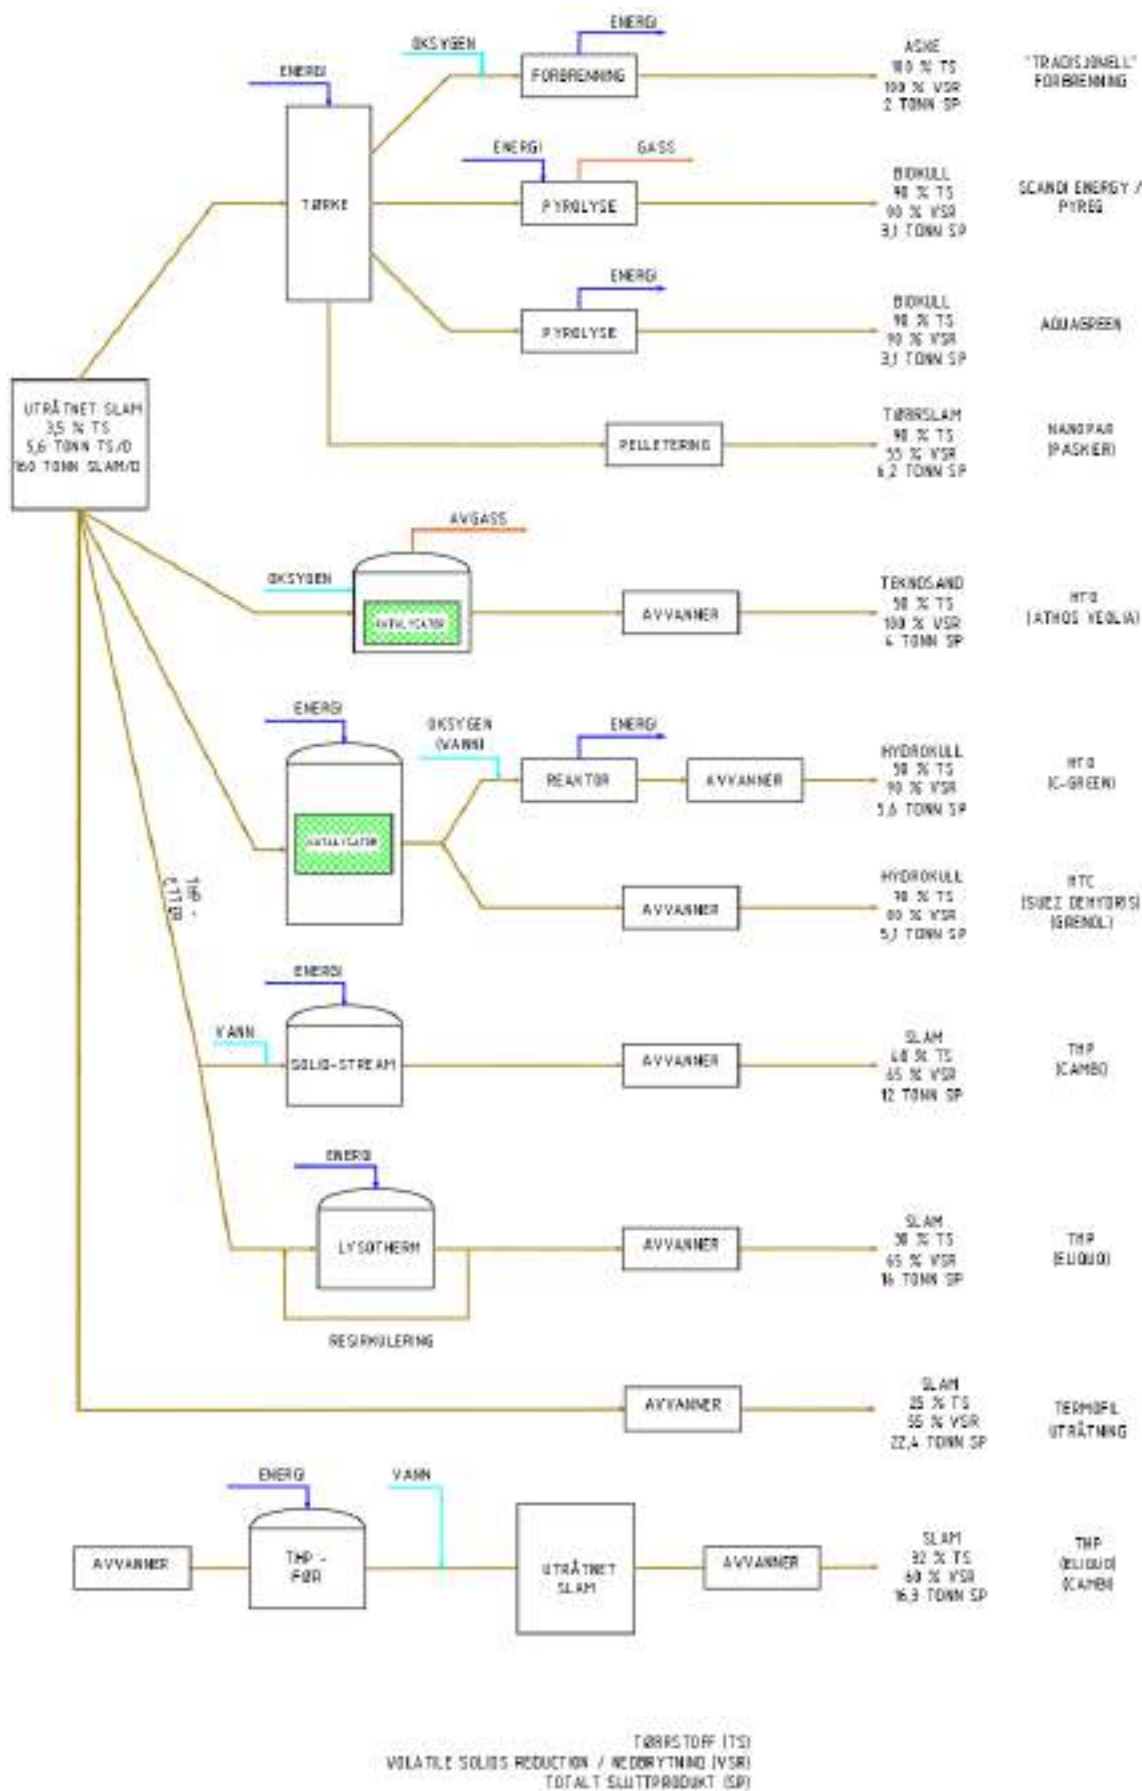 ENERGI
OKSYGEN
ENERGI
FORBRENNING
ASKE
100 % TS
100 % VSR
2 TONN SP
"TRADISJONELL"
FORBRENNING
TØRKE
ENERGI
GASS
PYROLYSE
BIOKULL
90 % TS
% VSR
3,1 TONN SP
SCANDI ENERGY /
PYREG
ENERGI
PYROLYSE
BIOKULL
90 % TS
90 % VSR
3,1 TONN SP
AQUAGREEN
UTRÅTNET SLAM
3,5 % TS
5,6 TONN TS/D
160 TONN SLAM/D
PELLETERING
TØRRSLAM
90 % TS
55 % VSR
6,2 TONN SP
NANOPAR
(PASKIER)
AVGASS
OKSYGEN
KATALYSATOR
AVVANNER
TEKNOSAND
50 % TS
100 % VSR
4 TONN SP
HTO
(ATHOS VEOLIA)
ENERGI
OKSYGEN
(VANN)
ENERGI
REAKTOR
AVVANNER
HYDROKULL
50 % TS
90 % VSR
TONN SP
HTO
(C-GREEN)
KATALYSATOR
THP -
ETTER
AVVANNER
HYDROKULL
70 % TS
% VSR
5,1 TONN SP
HTC
(SUEZ DEHYDRIS)
(GRENOL)
ENERGI
VANN
SOLID-STREAM
AVVANNER
SLAM
40 % TS
65 % VSR
12 TONN SP
THP
(CAMBI)
ENERGI
LYSOTHERM
AVVANNER
SLAM
30 % TS
65 % VSR
16 TONN SP
THP
(ELIQUO)
RESIRKULERING
AVVANNER
SLAM
25 % TS
55 % VSR
22,4 TONN SP
TERMOFIL
UTRÅTNING
ENERGI
VANN
AVVANNER
THP -
FØR
UTRÅTNET
SLAM
AVVANNER
SLAM
32 % TS
60 % VSR
16,3 TONN SP
THP
(ELIQUO)
(CAMBI)
TØRRSTOFF (TS)
VOLATILE SOLIDS REDUCTION / NEDBRYTNING (VSR)
TOTALT SLUTTPRODUKT (SP)